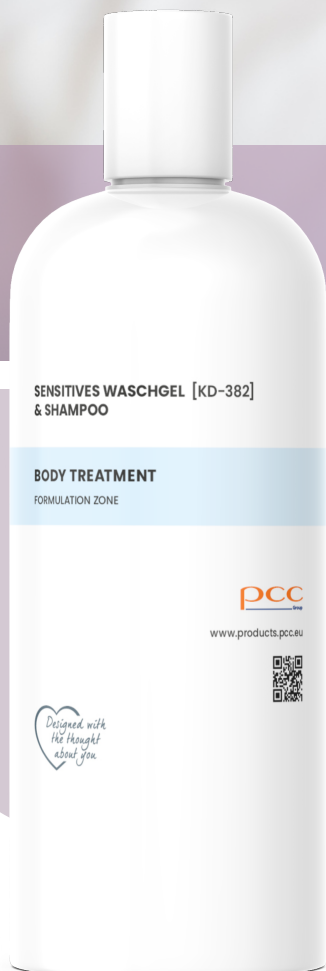 SENSITIVES WASCHGEL [KD-382]
& SHAMPOO
BODY TREATMENT
FORMULATION ZONE
pcc
Group
www.products.pcc.eu
Designed with
the thought
about you